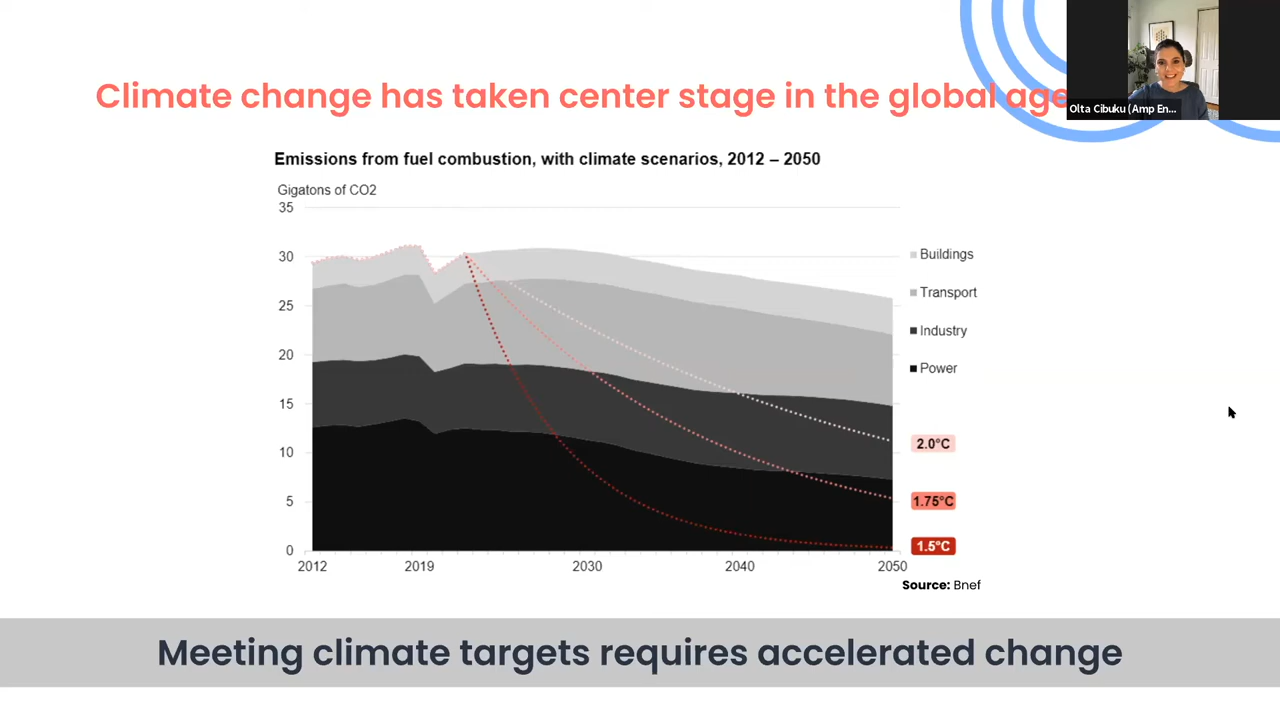 Climate change has taken center stage in the global age
Olta Cibuku (Amp En...
Emissions from fuel combustion, with climate scenarios, 2012 – 2050
Gigatons of CO2
35
30
25
20
15
10
5
0
2012 2019 2030 2040 2050
Buildings
Transport
Industry
Power
2.0°C
1.75°C
1.5°C
Source: Bnef
Meeting climate targets requires accelerated change